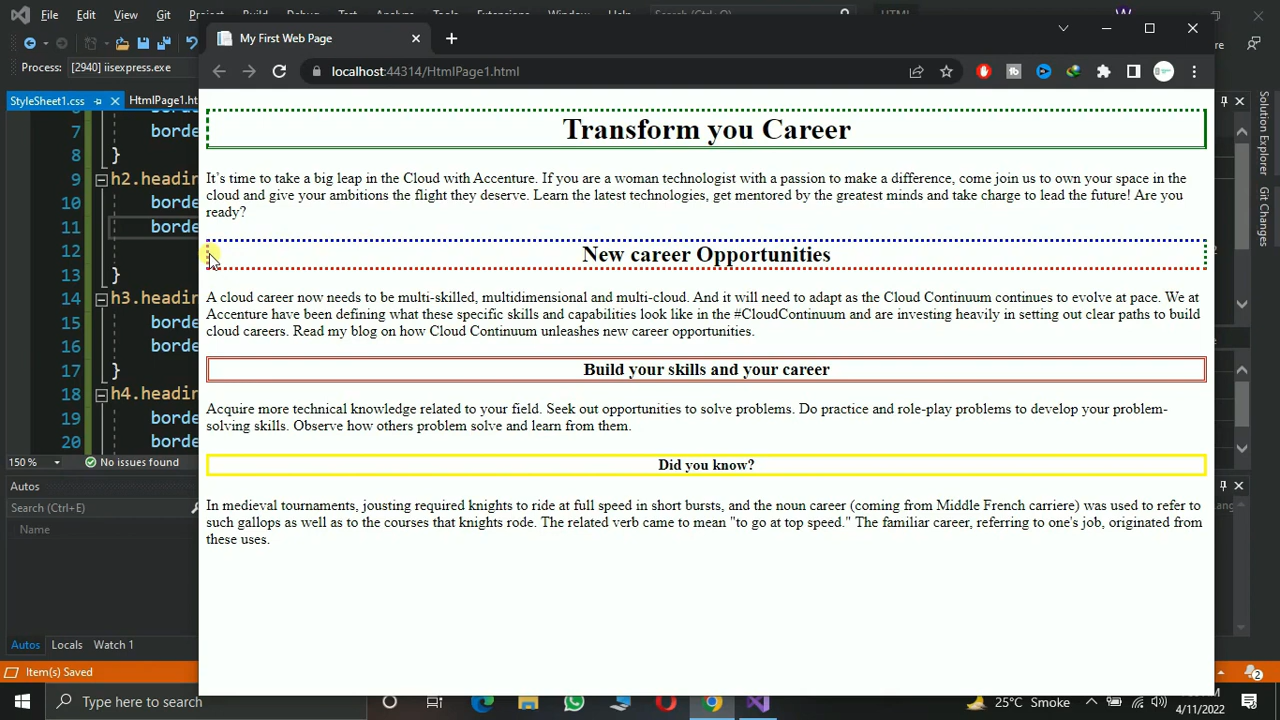 File Edit View Git Project Build Debug Test Analyze Tools Extensions Window Help
Process: [2940] iisexpress.exe
StyleSheet1.css
HtmlPage1.ht
My First Web Page
localhost:44314/HtmlPage1.html
7 borde
8 }
9 h2.headin
10 borde
11 borde
12
13 }
14 h3.headin
15 borde
16 borde
17 }
18 h4.headin
19 borde
20 borde
150 % No issues found
Autos
Search (Ctrl+E)
Name
Autos Locals Watch 1
Item(s) Saved
Transform you Career
It's time to take a big leap in the Cloud with Accenture. If you are a woman technologist with a passion to make a difference, come join us to own your space in the
cloud and give your ambitions the flight they deserve. Learn the latest technologies, get mentored by the greatest minds and take charge to lead the future! Are you
ready?
New career Opportunities
A cloud career now needs to be multi-skilled, multidimensional and multi-cloud. And it will need to adapt as the Cloud Continuum continues to evolve at pace. We at
Accenture have been defining what these specific skills and capabilities look like in the #CloudContinuum and are investing heavily in setting out clear paths to build
cloud careers. Read my blog on how Cloud Continuum unleashes new career opportunities.
Build your skills and your career
Acquire more technical knowledge related to your field. Seek out opportunities to solve problems. Do practice and role-play problems to develop your problem-
solving skills. Observe how others problem solve and learn from them.
Did you know?
In medieval tournaments, jousting required knights to ride at full speed in short bursts, and the noun career (coming from Middle French carriere) was used to refer to
such gallops as well as to the courses that knights rode. The related verb came to mean "to go at top speed." The familiar career, referring to one's job, originated from
these uses.
Solution Explorer
Git Changes
2
Type here to search
25°C Smoke
4/11/2022